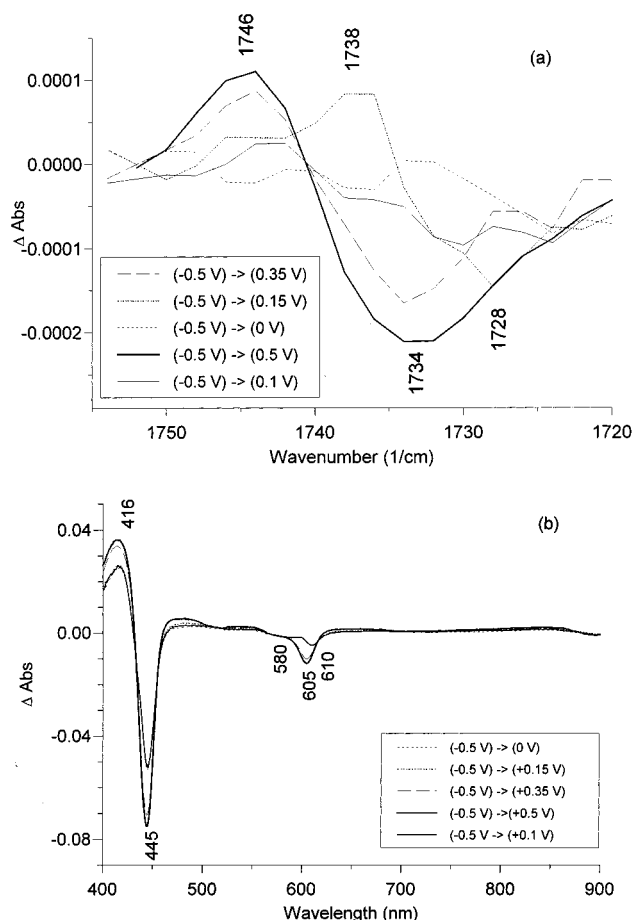 1746
1738
(a)
0.0001
0.0000
-0.0001
-0.0002
Δ Abs
(-0.5 V) -> (0.35 V)
(-0.5 V) -> (0.15 V)
(-0.5 V) -> (0 V)
(-0.5 V) -> (0.5 V)
(-0.5 V) -> (0.1 V)
1734
1728
1750
1740
1730
1720
Wavenumber (1/cm)
416
(b)
0.04
0.00
-0.04
-0.08
Δ Abs
580
605
610
445
(-0.5 V) -> (0 V)
(-0.5 V) -> (+0.15 V)
(-0.5 V) -> (+0.35 V)
(-0.5 V) ->(+0.5 V)
(-0.5 V -> (+0.1 V)
400
500
600
700
800
900
Wavelength (nm)